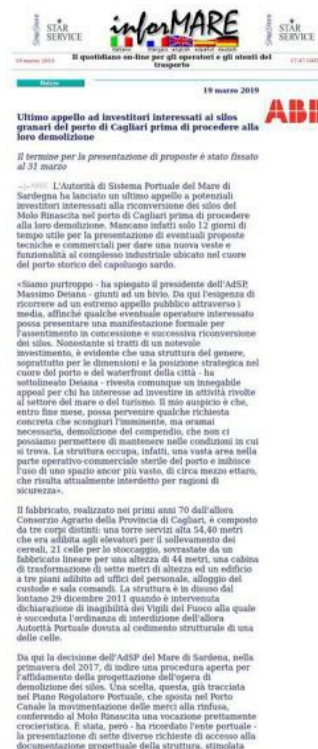 STAR
SERVICE
inforMARE
STAR
SERVICE
Italiano Français English Español Deutsch
19 marzo 2019
Il quotidiano on-line per gli operatori e gli utenti del
trasporto
17:47 GMT
Notizie
19 marzo 2019
ABB
Ultimo appello ad investitori interessati ai silos
granari del porto di Cagliari prima di procedere alla
loro demolizione
Il termine per la presentazione di proposte è stato fissato
al 31 marzo
L'Autorità di Sistema Portuale del Mare di
Sardegna ha lanciato un ultimo appello a potenziali
investitori interessati alla riconversione dei silos del
Molo Rinascita nel porto di Cagliari prima di procedere
alla loro demolizione. Mancano infatti solo 12 giorni di
tempo utile per la presentazione di eventuali proposte
tecniche e commerciali per dare una nuova veste e
funzionalità al complesso industriale ubicato nel cuore
del porto storico del capoluogo sardo.
«Siamo purtroppo - ha spiegato il presidente dell'AdSP,
Massimo Deiana - giunti ad un bivio. Da qui l'esigenza di
ricorrere ad un estremo appello pubblico attraverso i
media, affinché qualche eventuale operatore interessato
possa presentare una manifestazione formale per
l'assentimento in concessione e successiva riconversione
dei silos. Nonostante si tratti di un notevole
investimento, è evidente che una struttura del genere,
soprattutto per le dimensioni e la posizione strategica nel
cuore del porto e del waterfront della città - ha
sottolineato Deiana - rivesta comunque un innegabile
appeal per chi ha interesse ad investire in attività rivolte
al settore del mare o del turismo. Il mio auspicio è che,
entro fine mese, possa pervenire qualche richiesta
concreta che scongiuri l'imminente, ma oramai
necessaria, demolizione del compendio, che non ci
possiamo permettere di mantenere nelle condizioni in cui
si trova. La struttura occupa, infatti, una vasta area nella
parte operativo commerciale sterile del porto e inibisce
l'uso di uno spazio ancor più vasto, di circa mezzo ettaro,
che risulta attualmente interdetto per ragioni di
sicurezza».
Il fabbricato, realizzato nei primi anni 70 dall'allora
Consorzio Agrario della Provincia di Cagliari, è composto
da tre corpi distinti: una torre servizi alta 54,40 metri
che era adibita agli elevatori per il sollevamento dei
cereali, 21 celle per lo stoccaggio, sovrastate da un
fabbricato lineare per una altezza di 44 metri, una cabina
di trasformazione di sette metri di altezza ed un edificio
a tre piani adibito ad uffici del personale, alloggio del
custode e sala comandi. La struttura è in disuso dal
lontano 29 dicembre 2011 quando è intervenuta
dichiarazione di inagibilità dei Vigili del Fuoco alla quale
è succeduta l'ordinanza di interdizione dell'allora
Autorità Portuale dovuta al cedimento strutturale di una
delle celle.
Da qui la decisione dell'AdSP del Mare di Sardena, nella
primavera del 2017, di indire una procedura aperta per
l'affidamento della progettazione dell'opera di
demolizione dei silos. Una scelta, questa, già tracciata
nel Piano Regolatore Portuale, che sposta nel Porto
Canale la movimentazione delle merci alla rinfusa,
conferendo al Molo Rinascita una vocazione prettamente
crocieristica. È stata, però - ha ricordato l'ente portuale -
la presentazione di sette diverse richieste di accesso alla
documentazione progettuale della struttura, stimolata